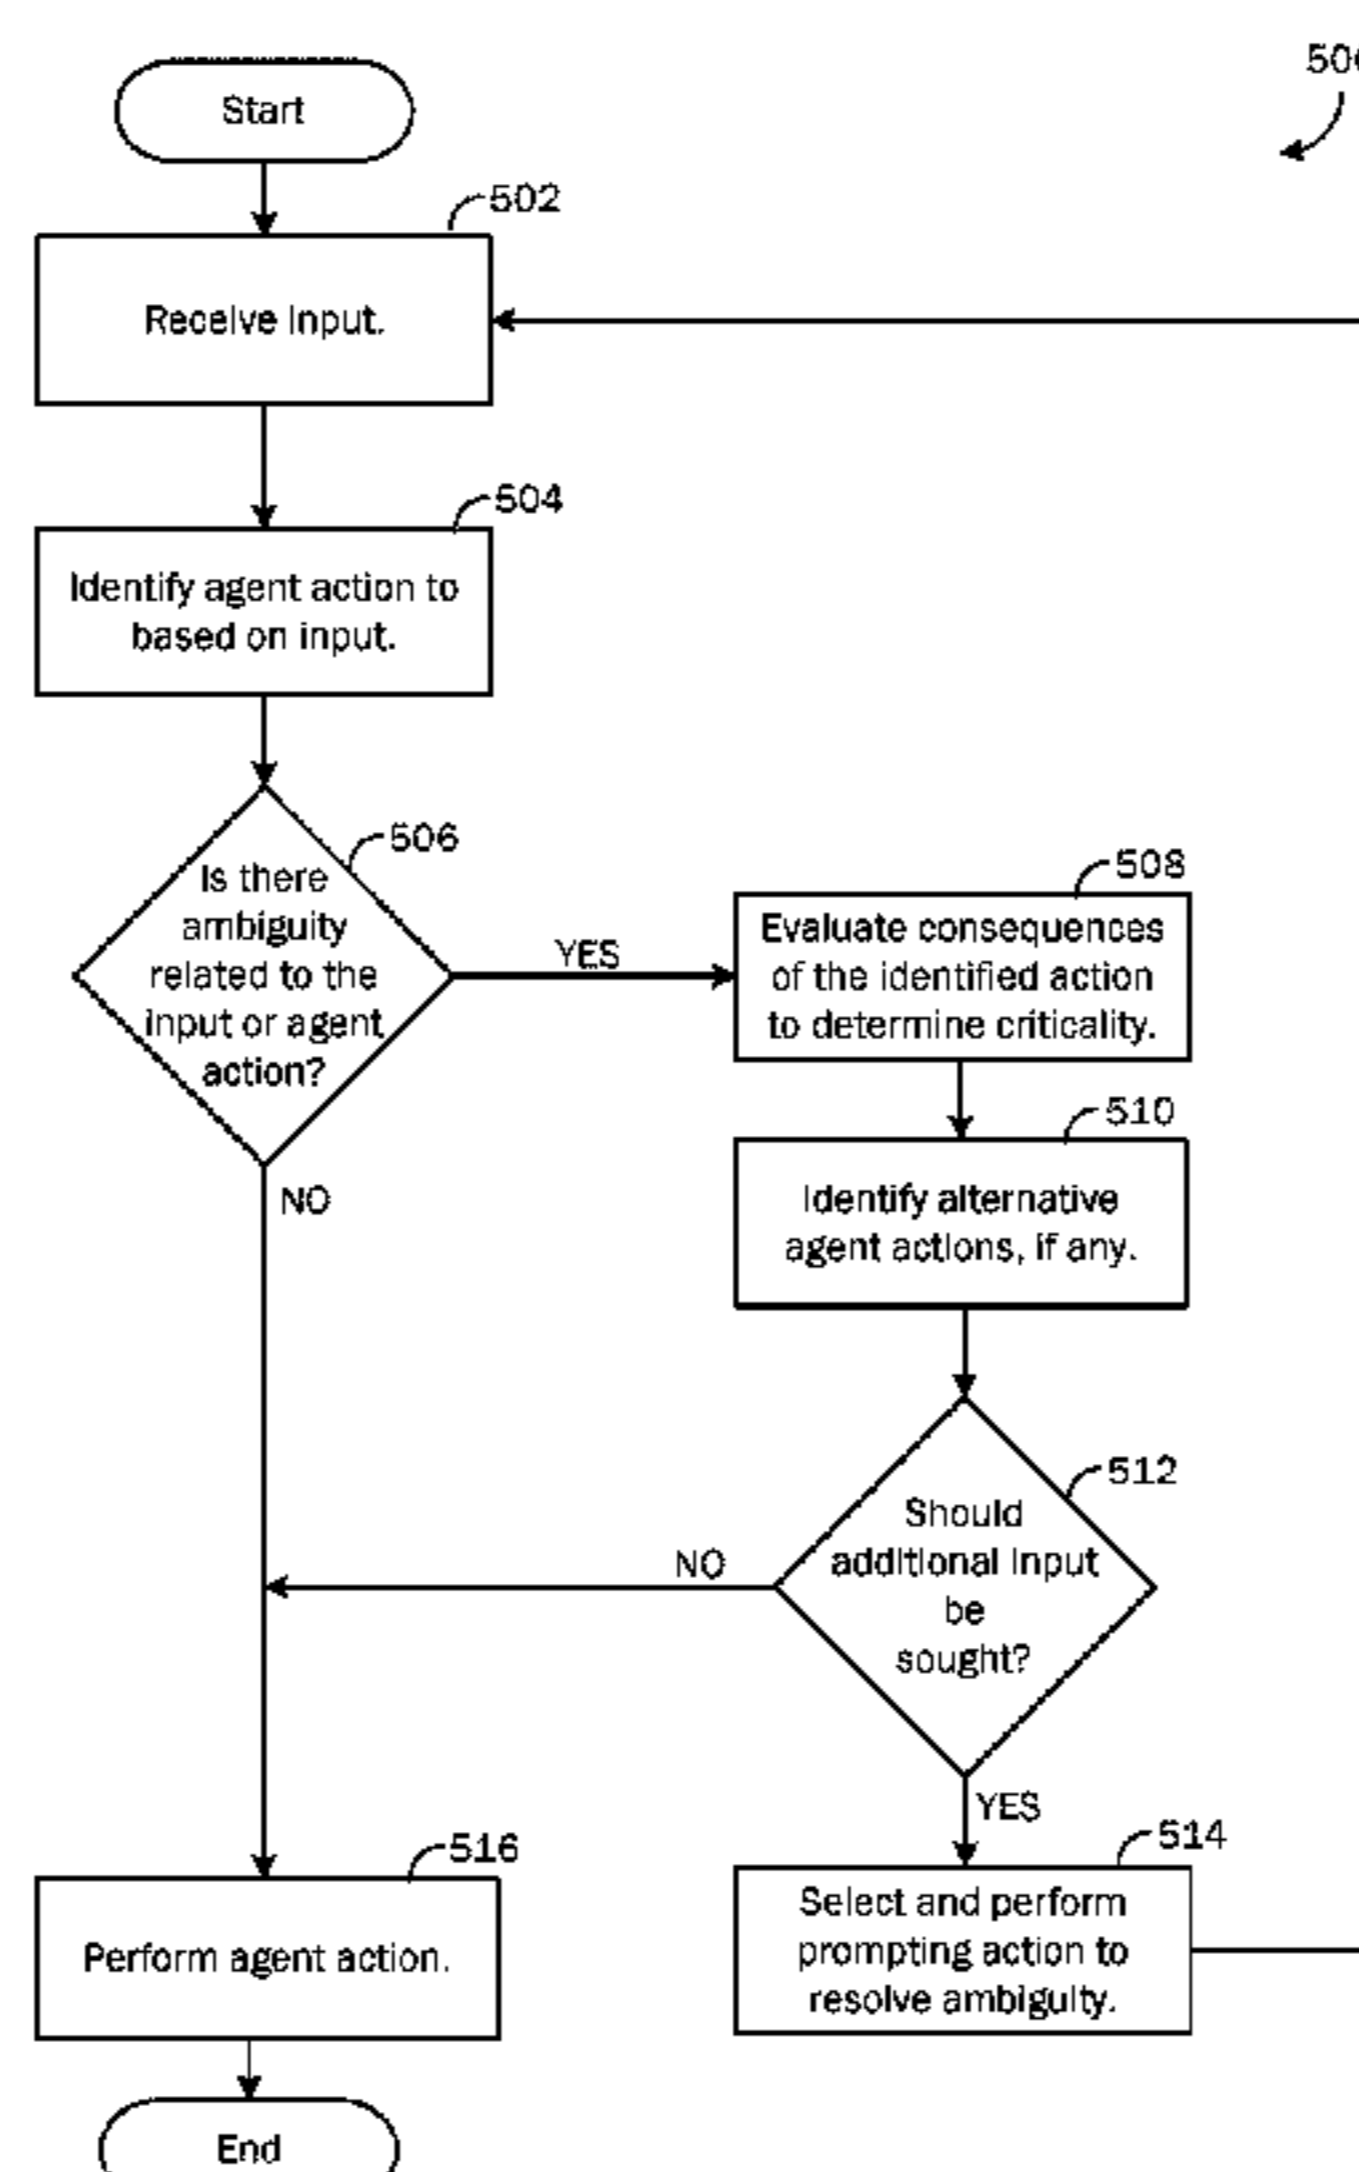 Start
502
Receive input.
504
Identify agent action to
based on input.
506
Is there
ambiguity
related to the
input or agent
action?
YES
NO
508
Evaluate consequences
of the identified action
to determine criticality.
510
Identify alternative
agent actions, if any.
512
Should
additional input
be
sought?
NO
YES
514
Select and perform
prompting action to
resolve ambiguity.
516
Perform agent action.
End